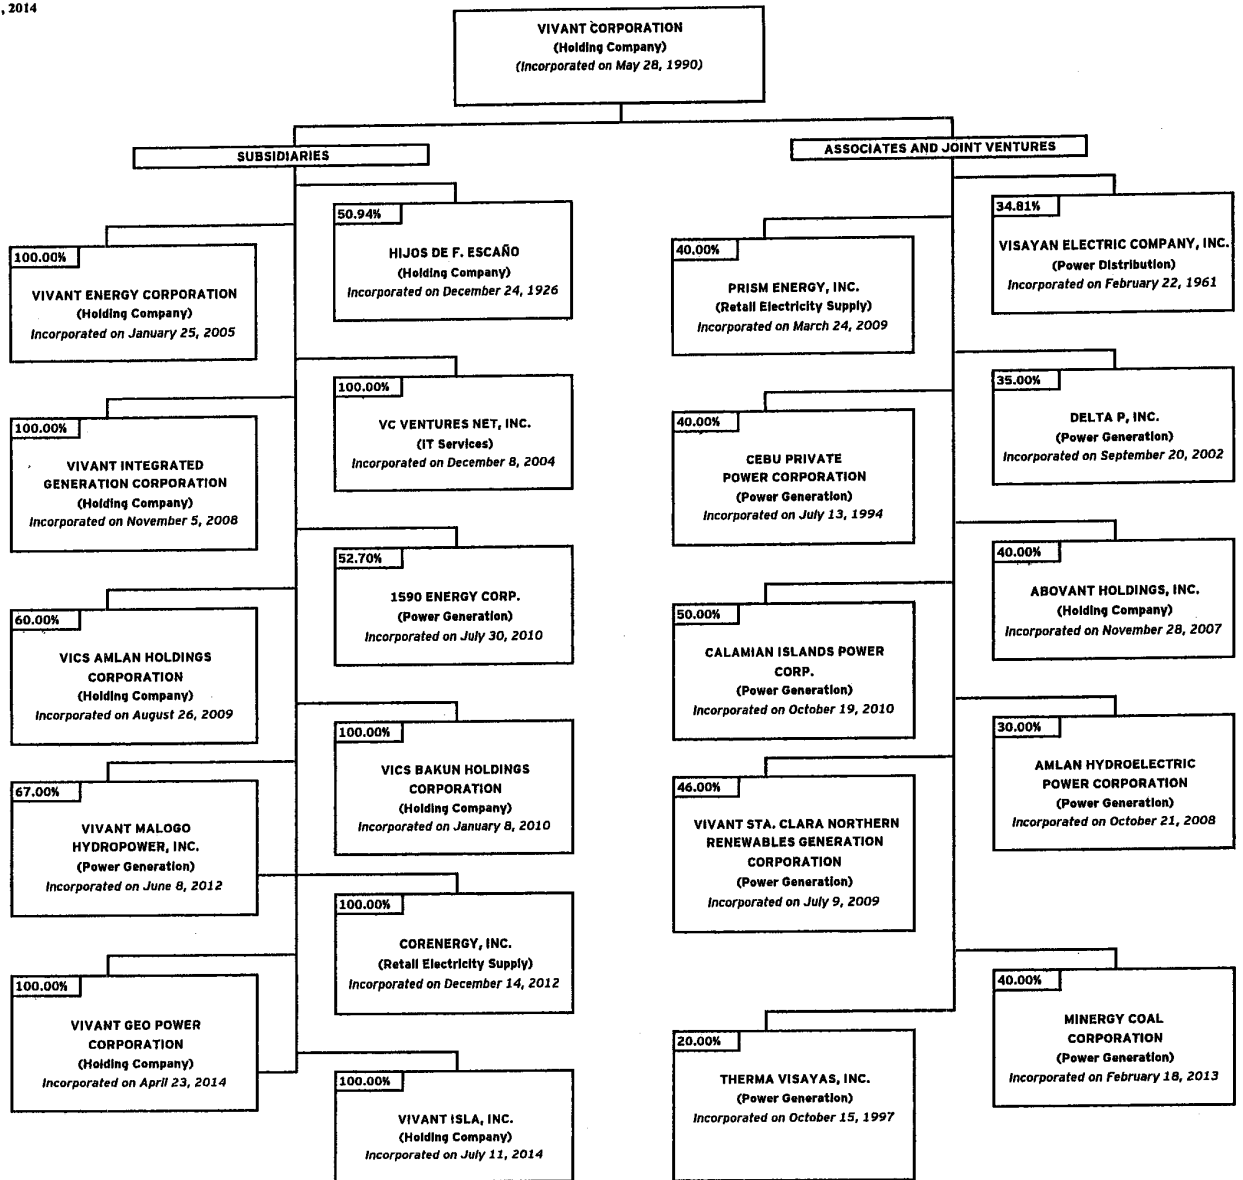 , 2014
VIVANT CORPORATION
(Holding Company)
(Incorporated on May 28, 1990)
SUBSIDIARIES
ASSOCIATES AND JOINT VENTURES
50.94%
HIJOS DE F. ESCAÑO
(Holding Company)
Incorporated on December 24, 1926
100.00%
VIVANT ENERGY CORPORATION
(Holding Company)
Incorporated on January 25, 2005
100.00%
VC VENTURES NET, INC.
(IT Services)
Incorporated on December 8, 2004
100.00%
VIVANT INTEGRATED
GENERATION CORPORATION
(Holding Company)
Incorporated on November 5, 2008
52.70%
1590 ENERGY CORP.
(Power Generation)
Incorporated on July 30, 2010
60.00%
VICS AMLAN HOLDINGS
CORPORATION
(Holding Company)
Incorporated on August 26, 2009
100.00%
VICS BAKUN HOLDINGS
CORPORATION
(Holding Company)
Incorporated on January 8, 2010
67.00%
VIVANT MALOGO
HYDROPOWER, INC.
(Power Generation)
Incorporated on June 8, 2012
100.00%
CORENERGY, INC.
(Retail Electricity Supply)
Incorporated on December 14, 2012
100.00%
VIVANT GEO POWER
CORPORATION
(Holding Company)
Incorporated on April 23, 2014
100.00%
VIVANT ISLA, INC.
(Holding Company)
Incorporated on July 11, 2014
34.81%
VISAYAN ELECTRIC COMPANY, INC.
(Power Distribution)
Incorporated on February 22, 1961
40.00%
PRISM ENERGY, INC.
(Retail Electricity Supply)
Incorporated on March 24, 2009
35.00%
DELTA P, INC.
(Power Generation)
Incorporated on September 20, 2002
40.00%
CEBU PRIVATE
POWER CORPORATION
(Power Generation)
Incorporated on July 13, 1994
40.00%
ABOVANT HOLDINGS, INC.
(Holding Company)
Incorporated on November 28, 2007
50.00%
CALAMIAN ISLANDS POWER
CORP.
(Power Generation)
Incorporated on October 19, 2010
30.00%
AMLAN HYDROELECTRIC
POWER CORPORATION
(Power Generation)
Incorporated on October 21, 2008
46.00%
VIVANT STA. CLARA NORTHERN
RENEWABLES GENERATION
CORPORATION
(Power Generation)
Incorporated on July 9, 2009
40.00%
MINERGY COAL
CORPORATION
(Power Generation)
Incorporated on February 18, 2013
20.00%
THERMA VISAYAS, INC.
(Power Generation)
Incorporated on October 15, 1997